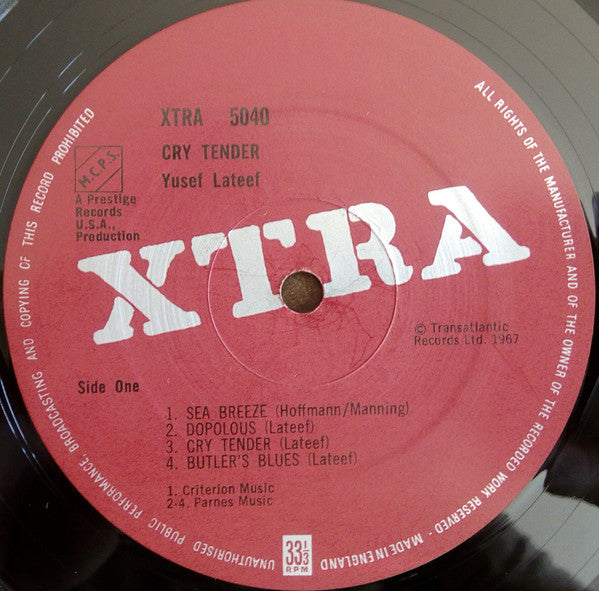 XTRA 5040
CRY TENDER
Yusef Lateef
M.C.P.S.
A Prestige
Records
U.S.A.,
Production
XTRA
© Transatlantic
Records Ltd. 1967
Side One
1. SEA BREEZE (Hoffmann/Manning)
2. DOPOLOUS (Lateef)
3. CRY TENDER (Lateef)
4. BUTLER'S BLUES (Lateef)
1. Criterion Music
2-4. Parnes Music
33 1/3
RPM
ALL RIGHTS OF THE MANUFACTURER AND OF THE OWNER OF THE RECORDED WORK RESERVED - MADE IN ENGLAND
UNAUTHORISED PUBLIC PERFORMANCE, BROADCASTING AND COPYING OF THIS RECORD PROHIBITED